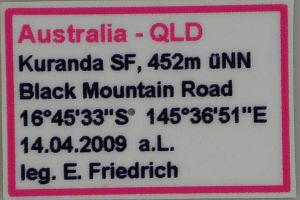 Australia - QLD
Kuranda SF, 452m üNN
Black Mountain Road
16°45'33"S 145°36'51"E
14.04.2009 a.L.
leg. E. Friedrich